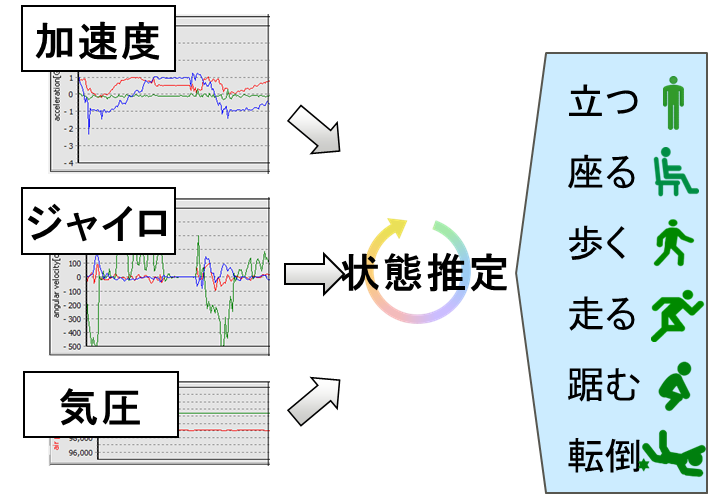 加速度
acceleration[G
1
0
-1
-2
-3
-4
ジャイロ
angular velocity[d
100
0
-100
-200
-300
-400
-500
気圧
98,000
96,000
状態推定
立つ
座る
歩く
走る
踞む
転倒